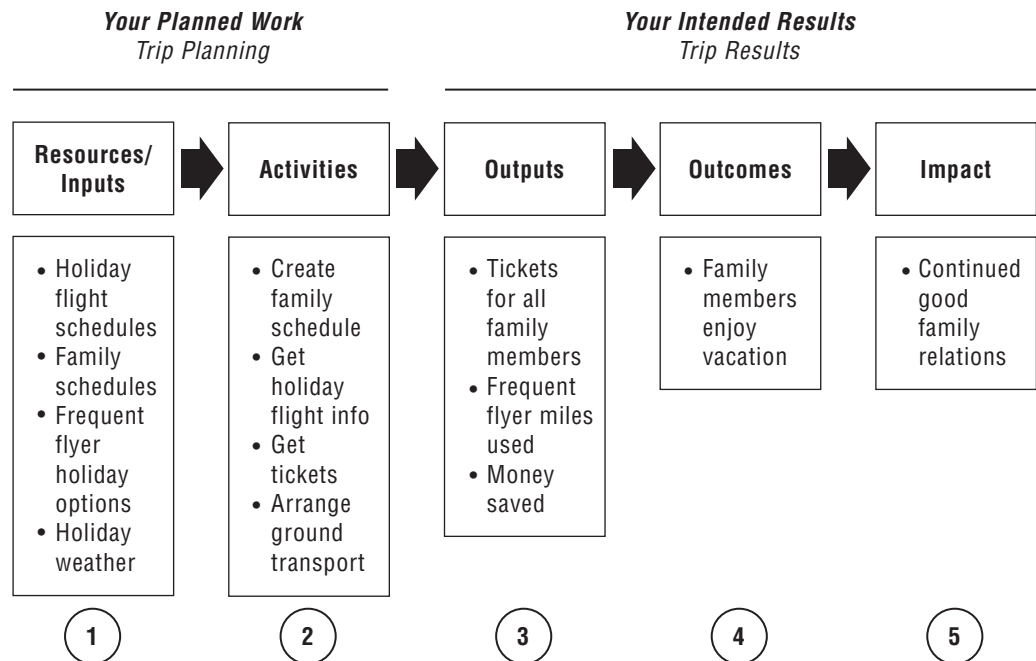 Your Planned Work
Trip Planning
Your Intended Results
Trip Results
Resources/
Inputs
Activities
Outputs
Outcomes
Impact
• Holiday
flight
schedules
• Family
schedules
• Frequent
flyer
holiday
options
• Holiday
weather
• Create
family
schedule
• Get
holiday
flight info
• Get
tickets
• Arrange
ground
transport
• Tickets
for all
family
members
• Frequent
flyer miles
used
• Money
saved
• Family
members
enjoy
vacation
• Continued
good
family
relations
1
2
3
4
5